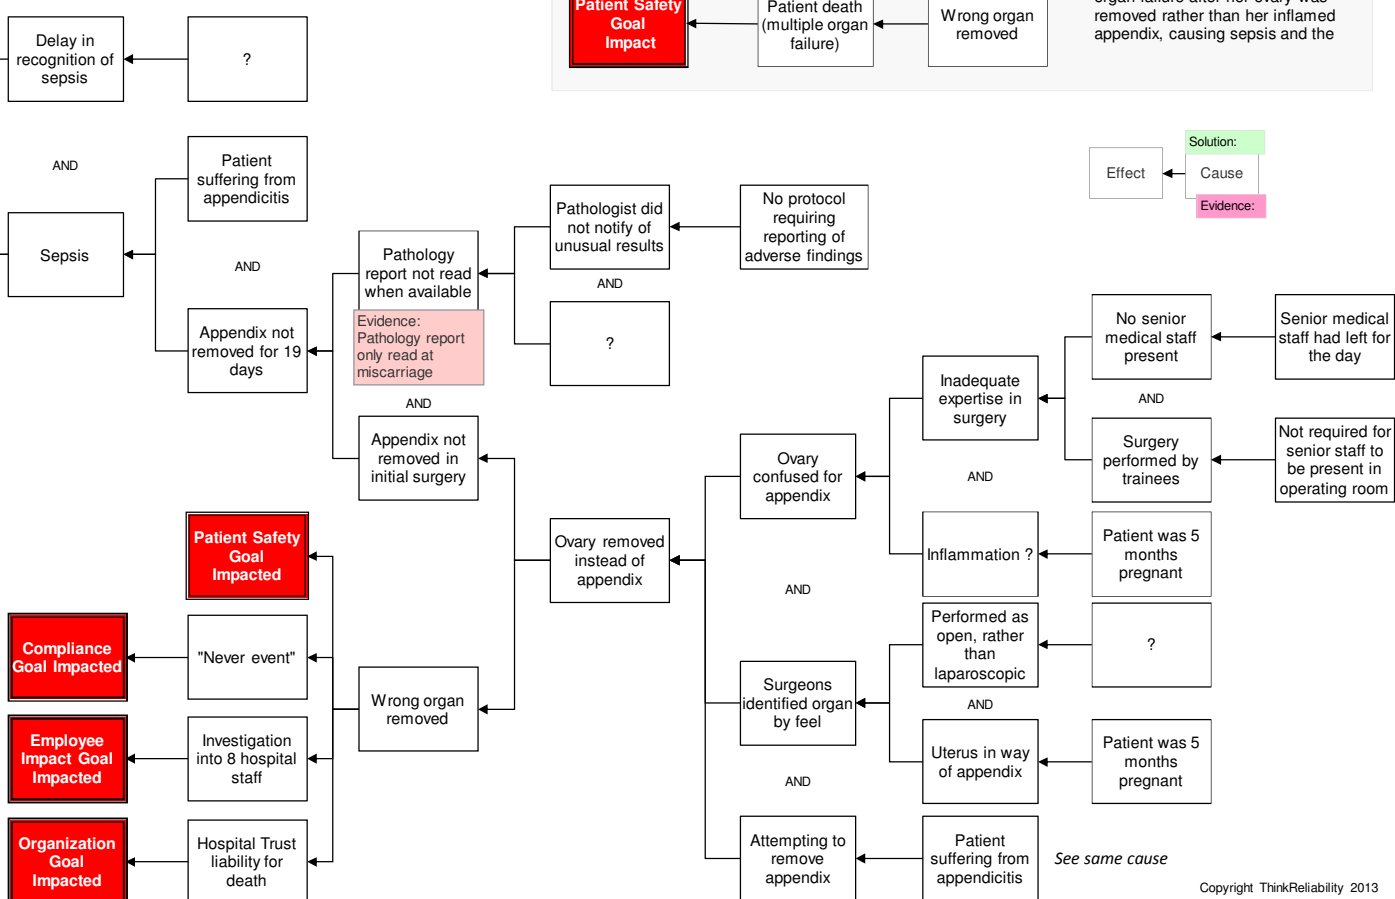 Patient Safety
Goal
Impact
Patient death
(multiple organ
failure)
Wrong organ
removed
organ failure after her ovary was
removed rather than her inflamed
appendix, causing sepsis and the
Delay in
recognition of
sepsis
?
AND
Patient
suffering from
appendicitis
Solution:
Effect
Cause
Evidence:
Sepsis
AND
Pathology
report not read
when available
Evidence:
Pathology report
only read at
miscarriage
Pathologist did
not notify of
unusual results
No protocol
requiring
reporting of
adverse findings
AND
?
Appendix not
removed for 19
days
AND
Appendix not
removed in
initial surgery
No senior
medical staff
present
Senior medical
staff had left for
the day
Inadequate
expertise in
surgery
AND
Surgery
performed by
trainees
Not required for
senior staff to
be present in
operating room
Ovary
confused for
appendix
AND
Inflammation ?
Patient was 5
months
pregnant
Patient Safety
Goal
Impacted
Ovary removed
instead of
appendix
AND
Performed as
open, rather
than
laparoscopic
?
Compliance
Goal Impacted
"Never event"
Wrong organ
removed
Surgeons
identified organ
by feel
AND
Uterus in way
of appendix
Patient was 5
months
pregnant
Employee
Impact Goal
Impacted
Investigation
into 8 hospital
staff
AND
Organization
Goal
Impacted
Hospital Trust
liability for
death
Attempting to
remove
appendix
Patient
suffering from
appendicitis
See same cause
Copyright ThinkReliability 2013